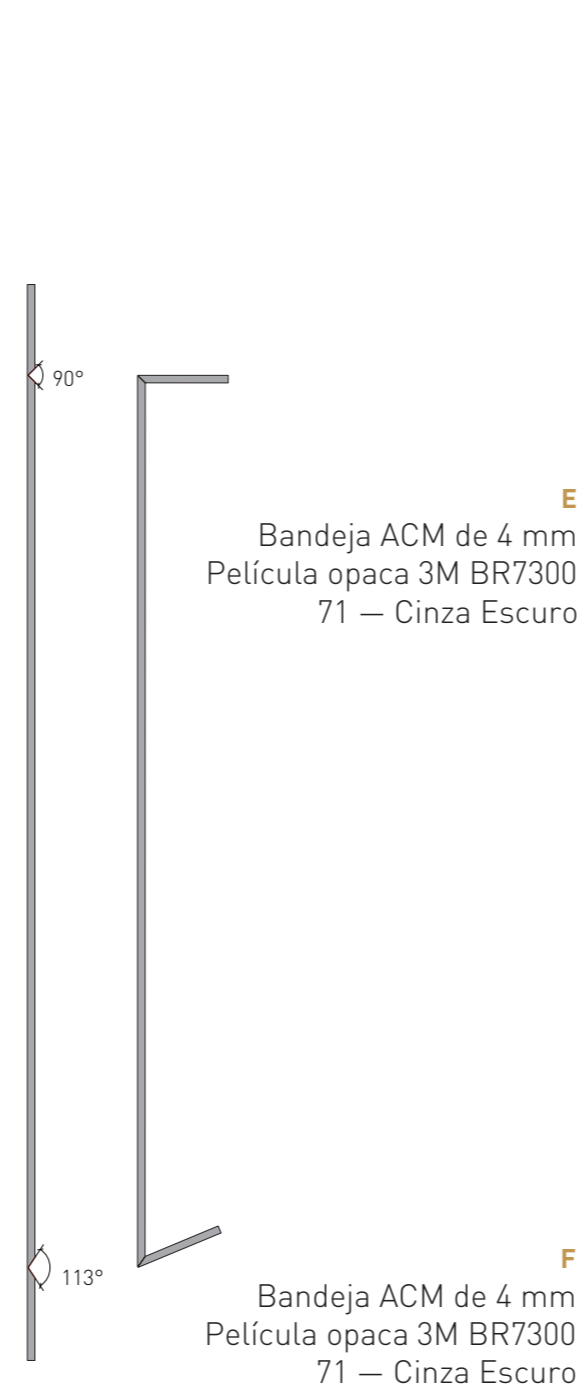 90°
E
Bandeja ACM de 4 mm
Película opaca 3M BR7300
71 — Cinza Escuro
113°
F
Bandeja ACM de 4 mm
Película opaca 3M BR7300
71 — Cinza Escuro